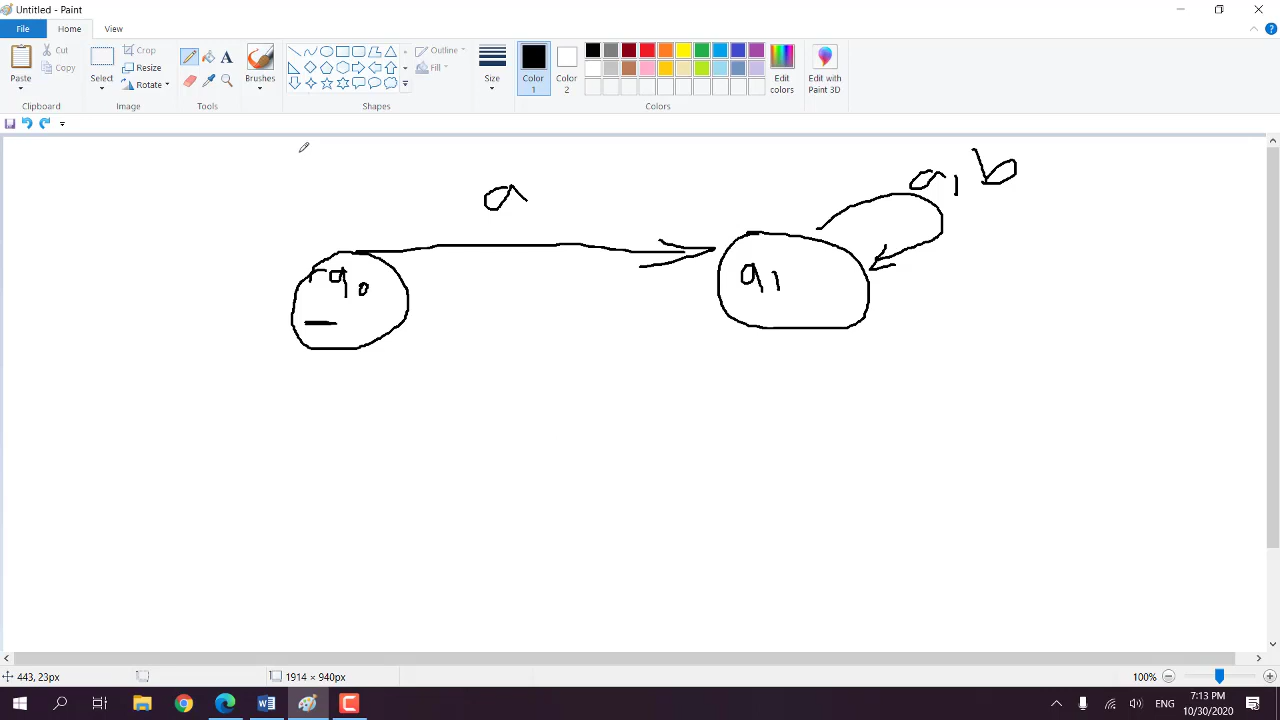 Untitled - Paint
File Home View
Cut Crop Outline
Copy Resize Fill
Paste Select Rotate Brushes Size Color 1 Color 2 Edit colors Edit with Paint 3D
Clipboard Image Tools Shapes Colors
a, b
a
q1
q0
443, 23px 1914 × 940px 100%
ENG 7:13 PM
10/30/2020